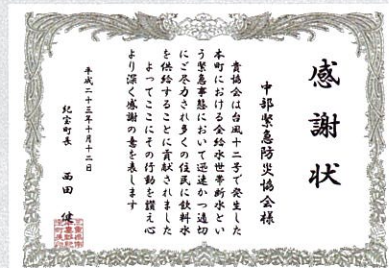 感謝状
中部緊急防災協会様
貴協会は台風十二号で発生した
本町における全給水世帯断水とい
う緊急事態において迅速かつ適切
にご尽力され多くの住民に飲料水
を供給することに貢献されました
よってここにその行動を讃え心
より深く感謝の意を表します
平成二十三年十月十二日
紀宝町長 西田 健